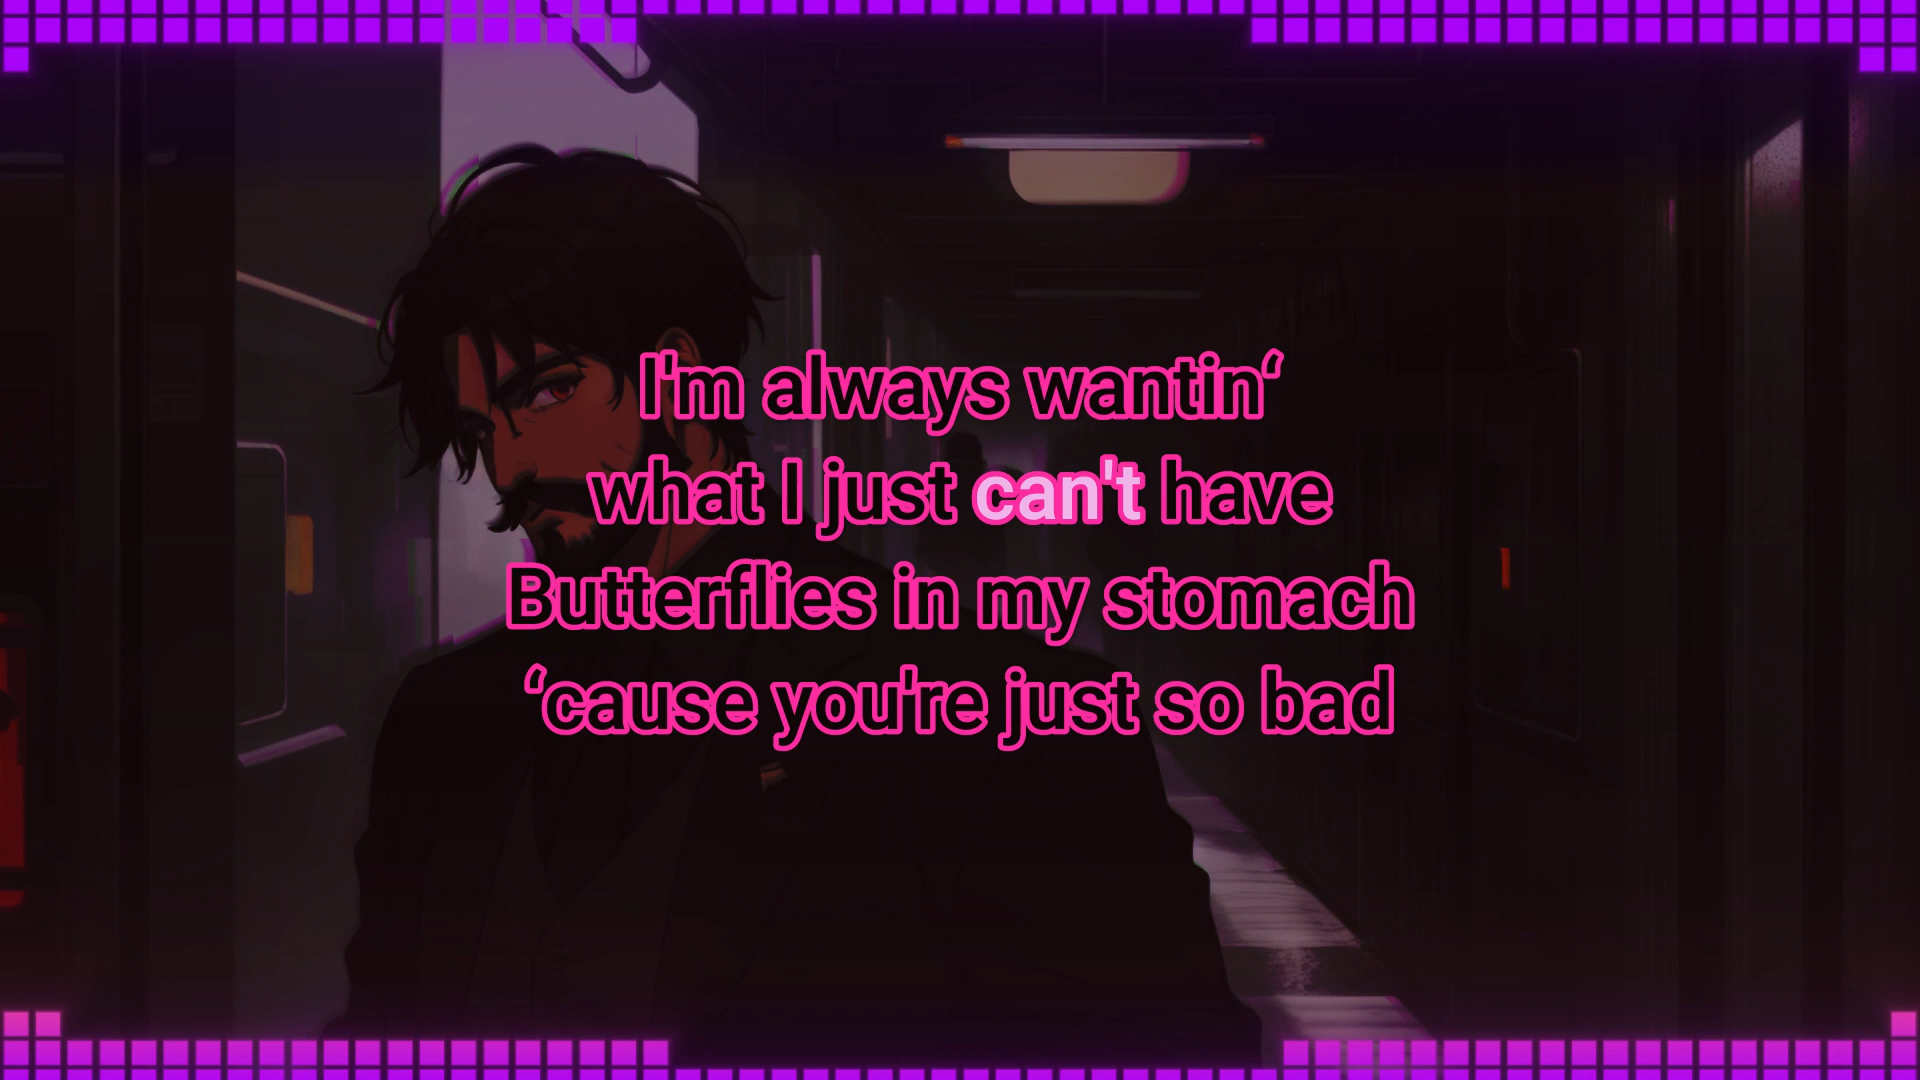 I'm always wantin‘
what I just can't have
Butterflies in my stomach
‘cause you're just so bad